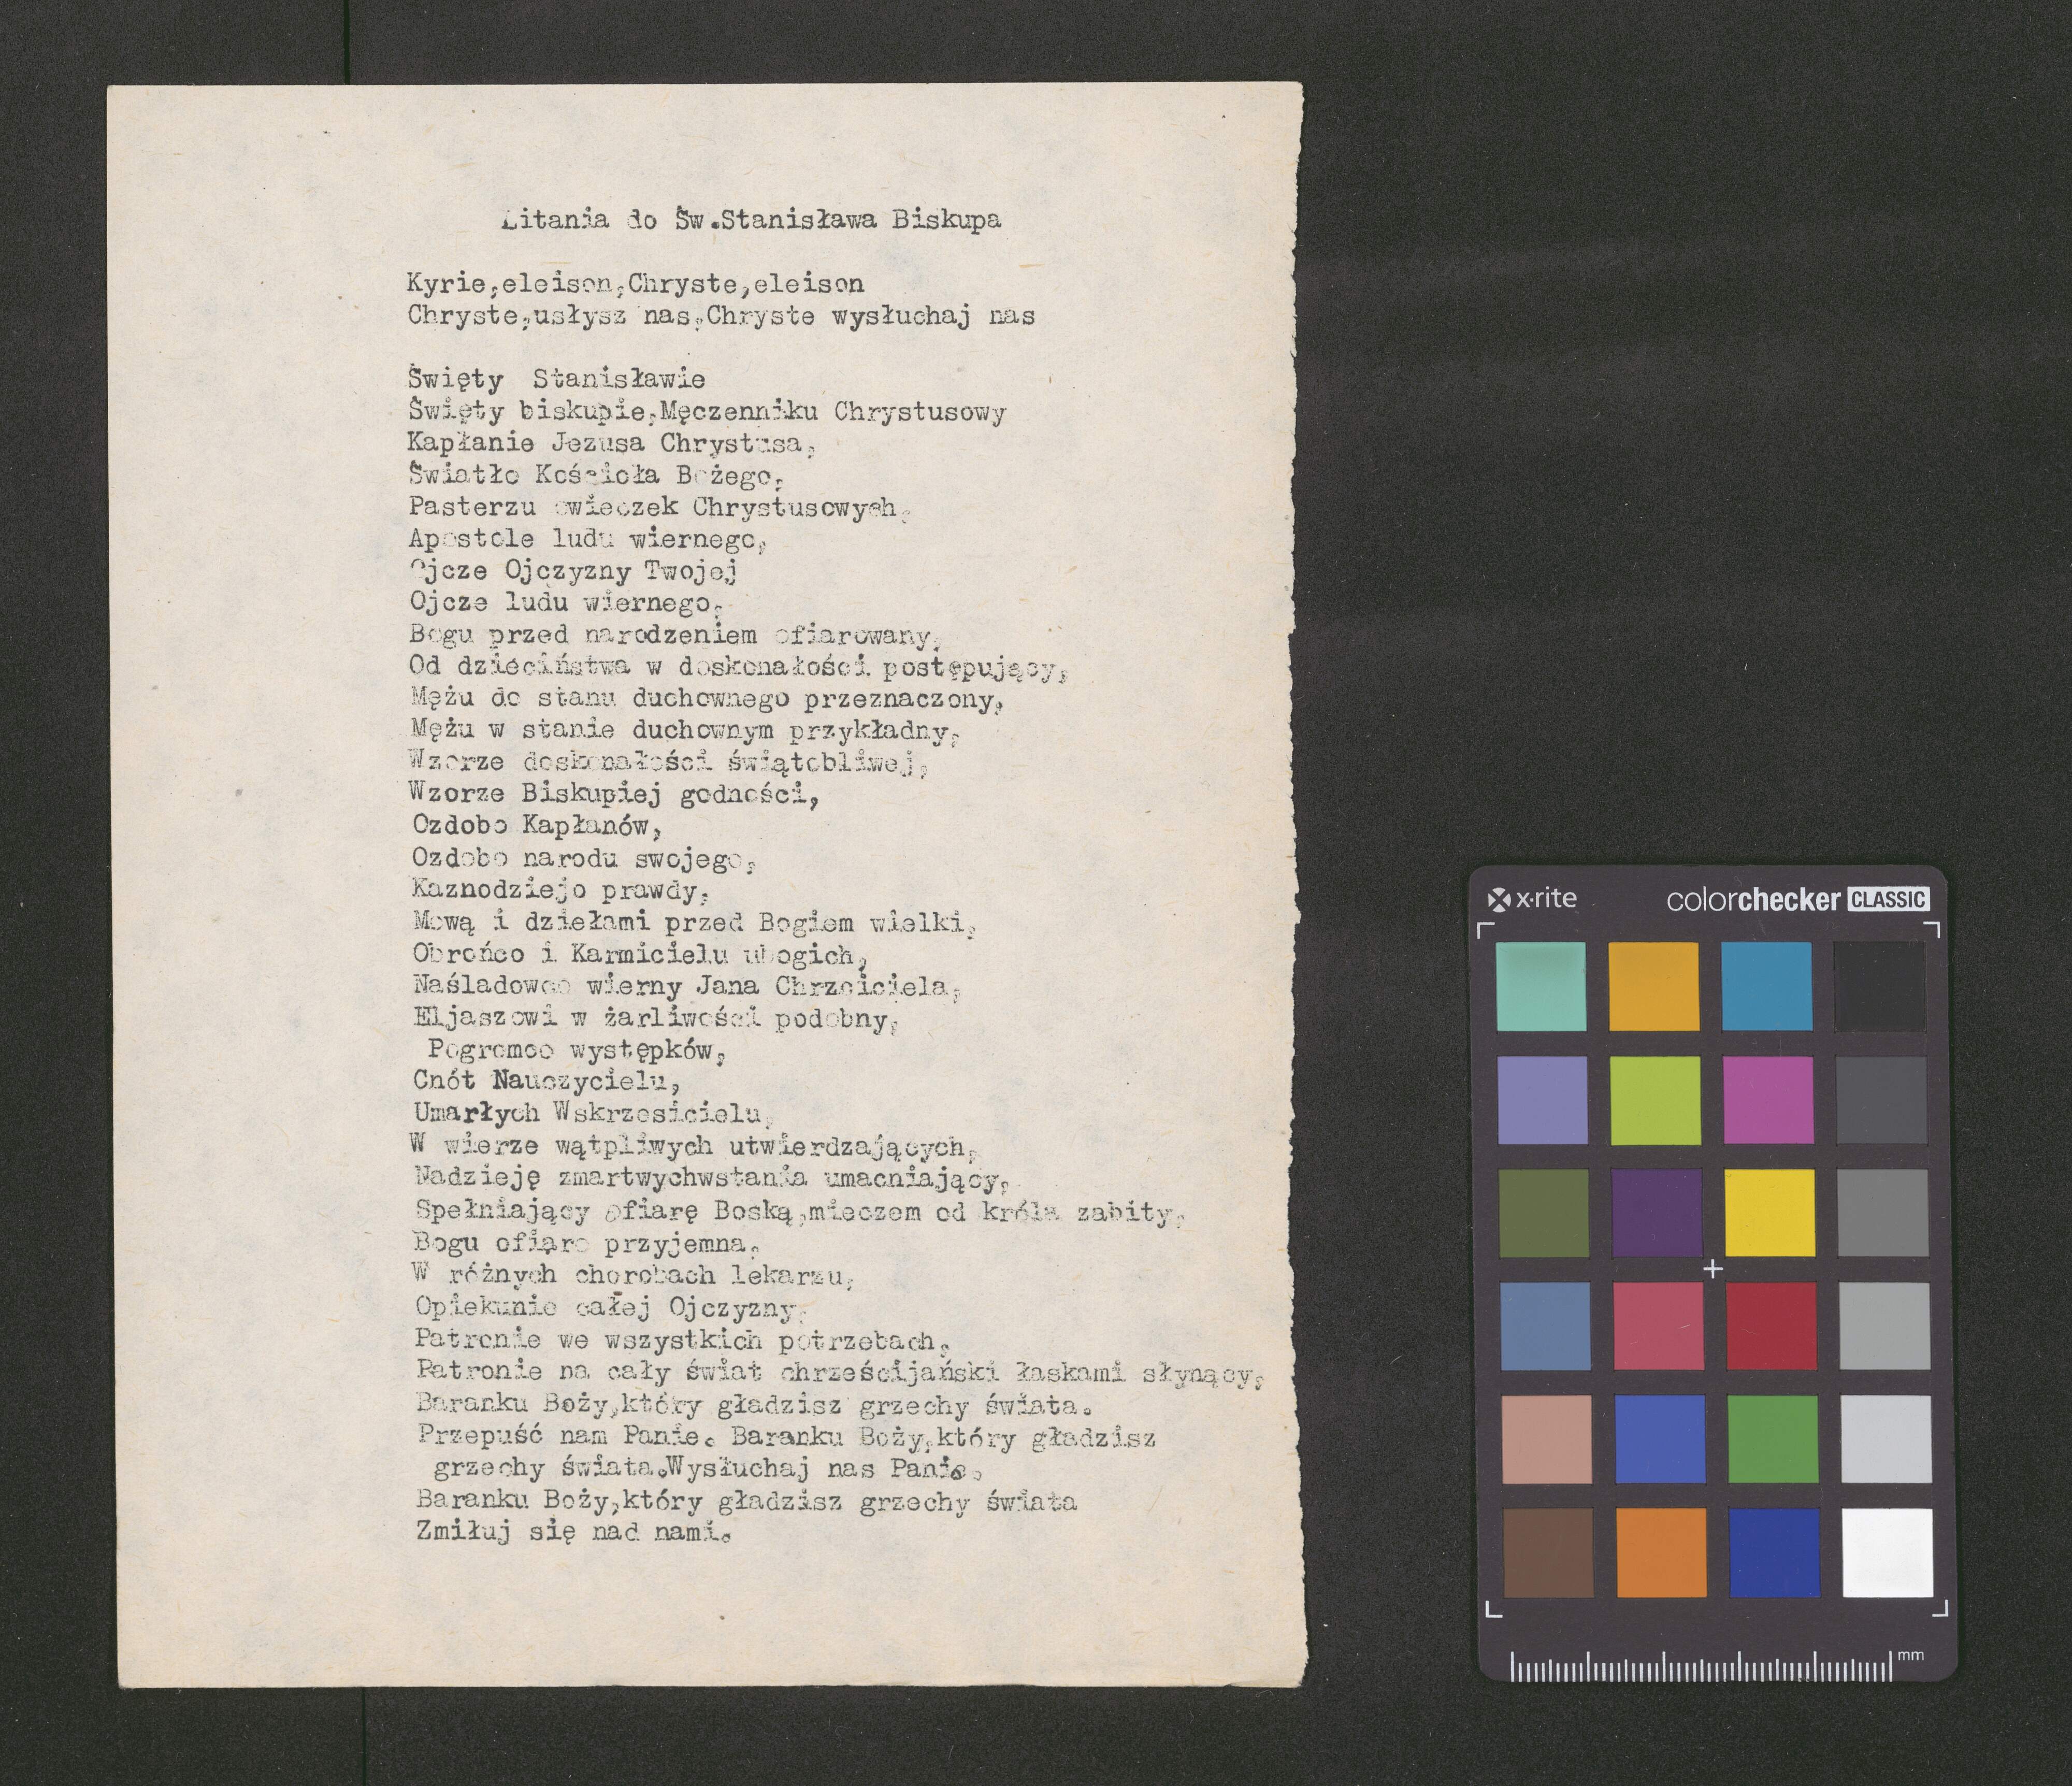 Litania do Św.Stanisława Biskupa
Kyrie,eleison,Chryste,eleison
Chryste,usłysz nas,Chryste wysłuchaj nas
Święty Stanisławie
Święty biskupie,Męczenniku Chrystusowy
Kapłanie Jezusa Chrystusa,
Światło Kościoła Bożego,
Pasterzu owieczek Chrystusowych,
Apostole ludu wiernego,
Ojcze Ojczyzny Twojej
Ojcze ludu wiernego,
Bogu przed narodzeniem ofiarowany,
Od dzieciństwa w doskonałości postępujący,
Mężu do stanu duchownego przeznaczony,
Mężu w stanie duchownym przykładny,
Wzorze doskonałości świątobliwej,
Wzorze Biskupiej godności,
Ozdobo Kapłanów,
Ozdobo narodu swojego,
Kaznodziejo prawdy,
Mową i dziełami przed Bogiem wielki,
Obrońco i Karmicielu ubogich,
Naśladowco wierny Jana Chrzciciela,
Eljaszowi w żarliwości podobny,
Pogromco występków,
Cnót Nauczycielu,
Umarłych Wskrzesicielu,
W wierze wątpliwych utwierdzających,
Nadzieję zmartwychwstania umacniający,
Spełniający ofiarę Boską,mieczem od króla zabity,
Bogu ofiaro przyjemna,
W różnych chorobach lekarzu,
Opiekunie całej Ojczyzny,
Patronie we wszystkich potrzebach,
Patronie na cały świat chrześcijański łaskami słynący,
Baranku Boży,który gładzisz grzechy świata.
Przepuść nam Panie. Baranku Boży,który gładzisz
grzechy świata.Wysłuchaj nas Panie.
Baranku Boży,który gładzisz grzechy świata
Zmiłuj się nad nami.
x·rite
colorchecker CLASSIC
mm